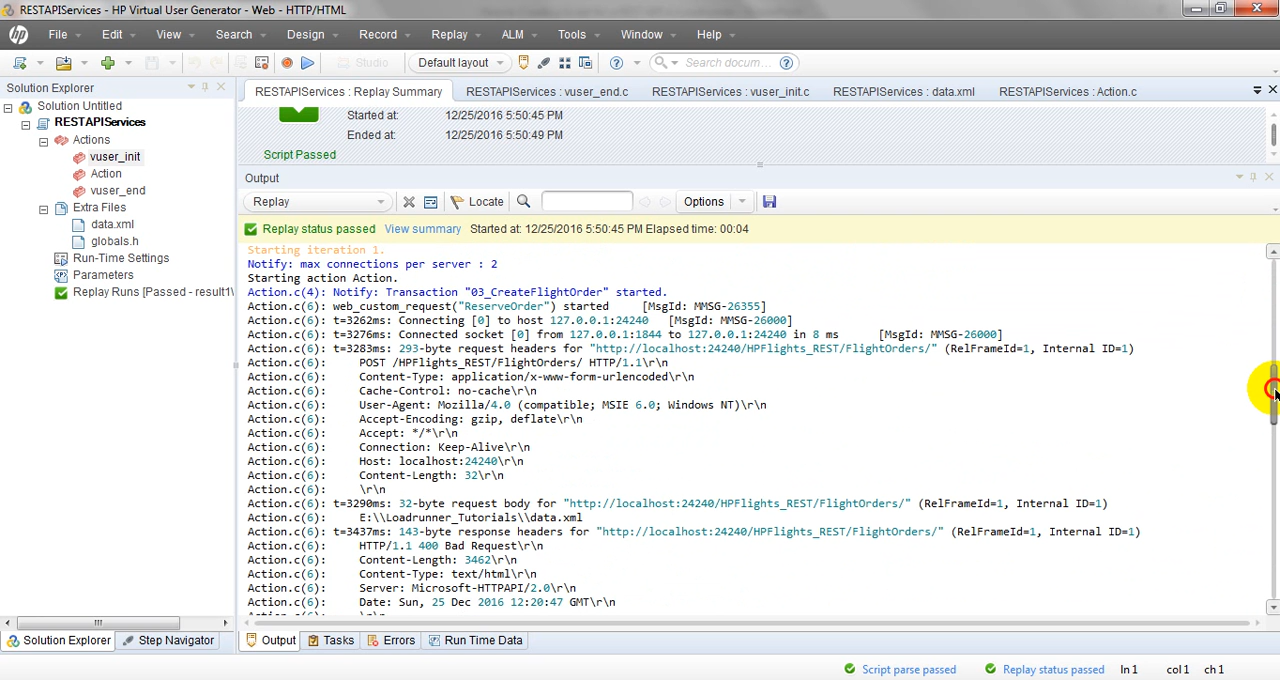 RESTAPIServices - HP Virtual User Generator - Web - HTTP/HTML
hp File Edit View Search Design Record Replay ALM Tools Window Help
Studio Default layout Search docum...
Solution Explorer
Solution Untitled
RESTAPIServices
Actions
vuser_init
Action
vuser_end
Extra Files
data.xml
globals.h
Run-Time Settings
Parameters
Replay Runs [Passed - result1\
Solution Explorer Step Navigator
RESTAPIServices : Replay Summary RESTAPIServices : vuser_end.c RESTAPIServices : vuser_init.c RESTAPIServices : data.xml RESTAPIServices : Action.c
Started at: 12/25/2016 5:50:45 PM
Ended at: 12/25/2016 5:50:49 PM
Script Passed
Output
Replay Locate Options
Replay status passed View summary Started at: 12/25/2016 5:50:45 PM Elapsed time: 00:04
Starting iteration 1.
Notify: max connections per server : 2
Starting action Action.
Action.c(4): Notify: Transaction "03_CreateFlightOrder" started.
Action.c(6): web_custom_request("ReserveOrder") started [MsgId: MMSG-26355]
Action.c(6): t=3262ms: Connecting [0] to host 127.0.0.1:24240 [MsgId: MMSG-26000]
Action.c(6): t=3276ms: Connected socket [0] from 127.0.0.1:1844 to 127.0.0.1:24240 in 8 ms [MsgId: MMSG-26000]
Action.c(6): t=3283ms: 293-byte request headers for "http://localhost:24240/HPFlights_REST/FlightOrders/" (RelFrameId=1, Internal ID=1)
Action.c(6): POST /HPFlights_REST/FlightOrders/ HTTP/1.1\r\n
Action.c(6): Content-Type: application/x-www-form-urlencoded\r\n
Action.c(6): Cache-Control: no-cache\r\n
Action.c(6): User-Agent: Mozilla/4.0 (compatible; MSIE 6.0; Windows NT)\r\n
Action.c(6): Accept-Encoding: gzip, deflate\r\n
Action.c(6): Accept: */*\r\n
Action.c(6): Connection: Keep-Alive\r\n
Action.c(6): Host: localhost:24240\r\n
Action.c(6): Content-Length: 32\r\n
Action.c(6): \r\n
Action.c(6): t=3290ms: 32-byte request body for "http://localhost:24240/HPFlights_REST/FlightOrders/" (RelFrameId=1, Internal ID=1)
Action.c(6): E:\\Loadrunner_Tutorials\\data.xml
Action.c(6): t=3437ms: 143-byte response headers for "http://localhost:24240/HPFlights_REST/FlightOrders/" (RelFrameId=1, Internal ID=1)
Action.c(6): HTTP/1.1 400 Bad Request\r\n
Action.c(6): Content-Length: 3462\r\n
Action.c(6): Content-Type: text/html\r\n
Action.c(6): Server: Microsoft-HTTPAPI/2.0\r\n
Action.c(6): Date: Sun, 25 Dec 2016 12:20:47 GMT\r\n
Output Tasks Errors Run Time Data
Script parse passed Replay status passed ln 1 col 1 ch 1